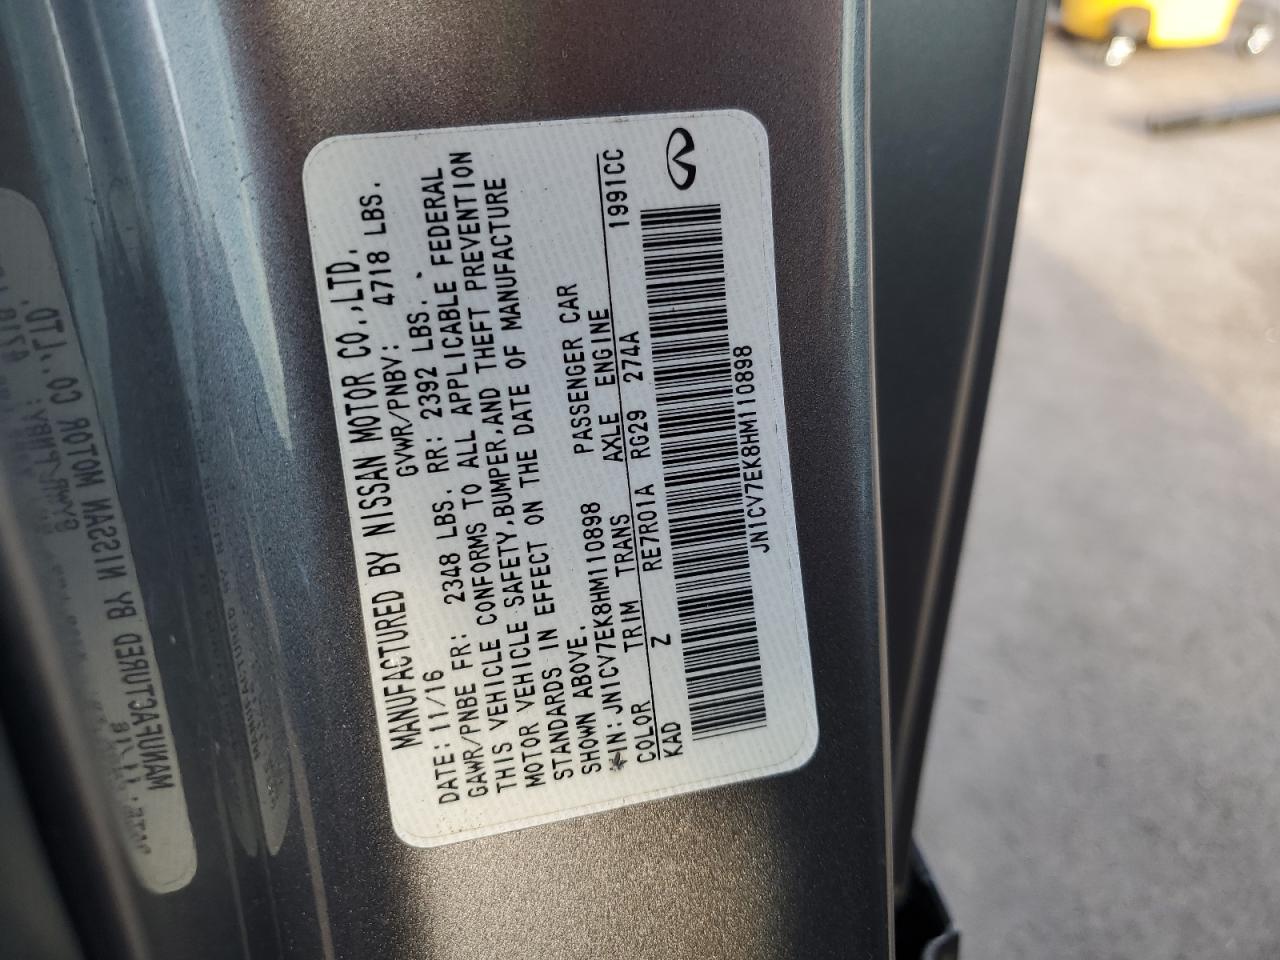 MANUFACTURED BY NISSAN MOTOR CO.,LTD.
DATE: 11/16 GVWR/PNBV: 4718 LBS.
GAWR/PNBE FR: 2348 LBS. RR: 2392 LBS.
THIS VEHICLE CONFORMS TO ALL APPLICABLE FEDERAL
MOTOR VEHICLE SAFETY,BUMPER,AND THEFT PREVENTION
STANDARDS IN EFFECT ON THE DATE OF MANUFACTURE
SHOWN ABOVE.
VIN:JN1CV7EK8HM110898 PASSENGER CAR
COLOR TRIM TRANS AXLE ENGINE
KAD Z RE7R01A RG29 274A 1991CC
JN1CV7EK8HM110898